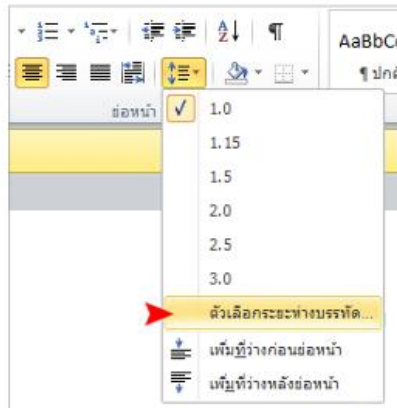 AaBbCc
¶ ปกติ
ย่อหน้า
1.0
1.15
1.5
2.0
2.5
3.0
ตัวเลือกระยะห่างบรรทัด...
เพิ่มที่ว่างก่อนย่อหน้า
เพิ่มที่ว่างหลังย่อหน้า